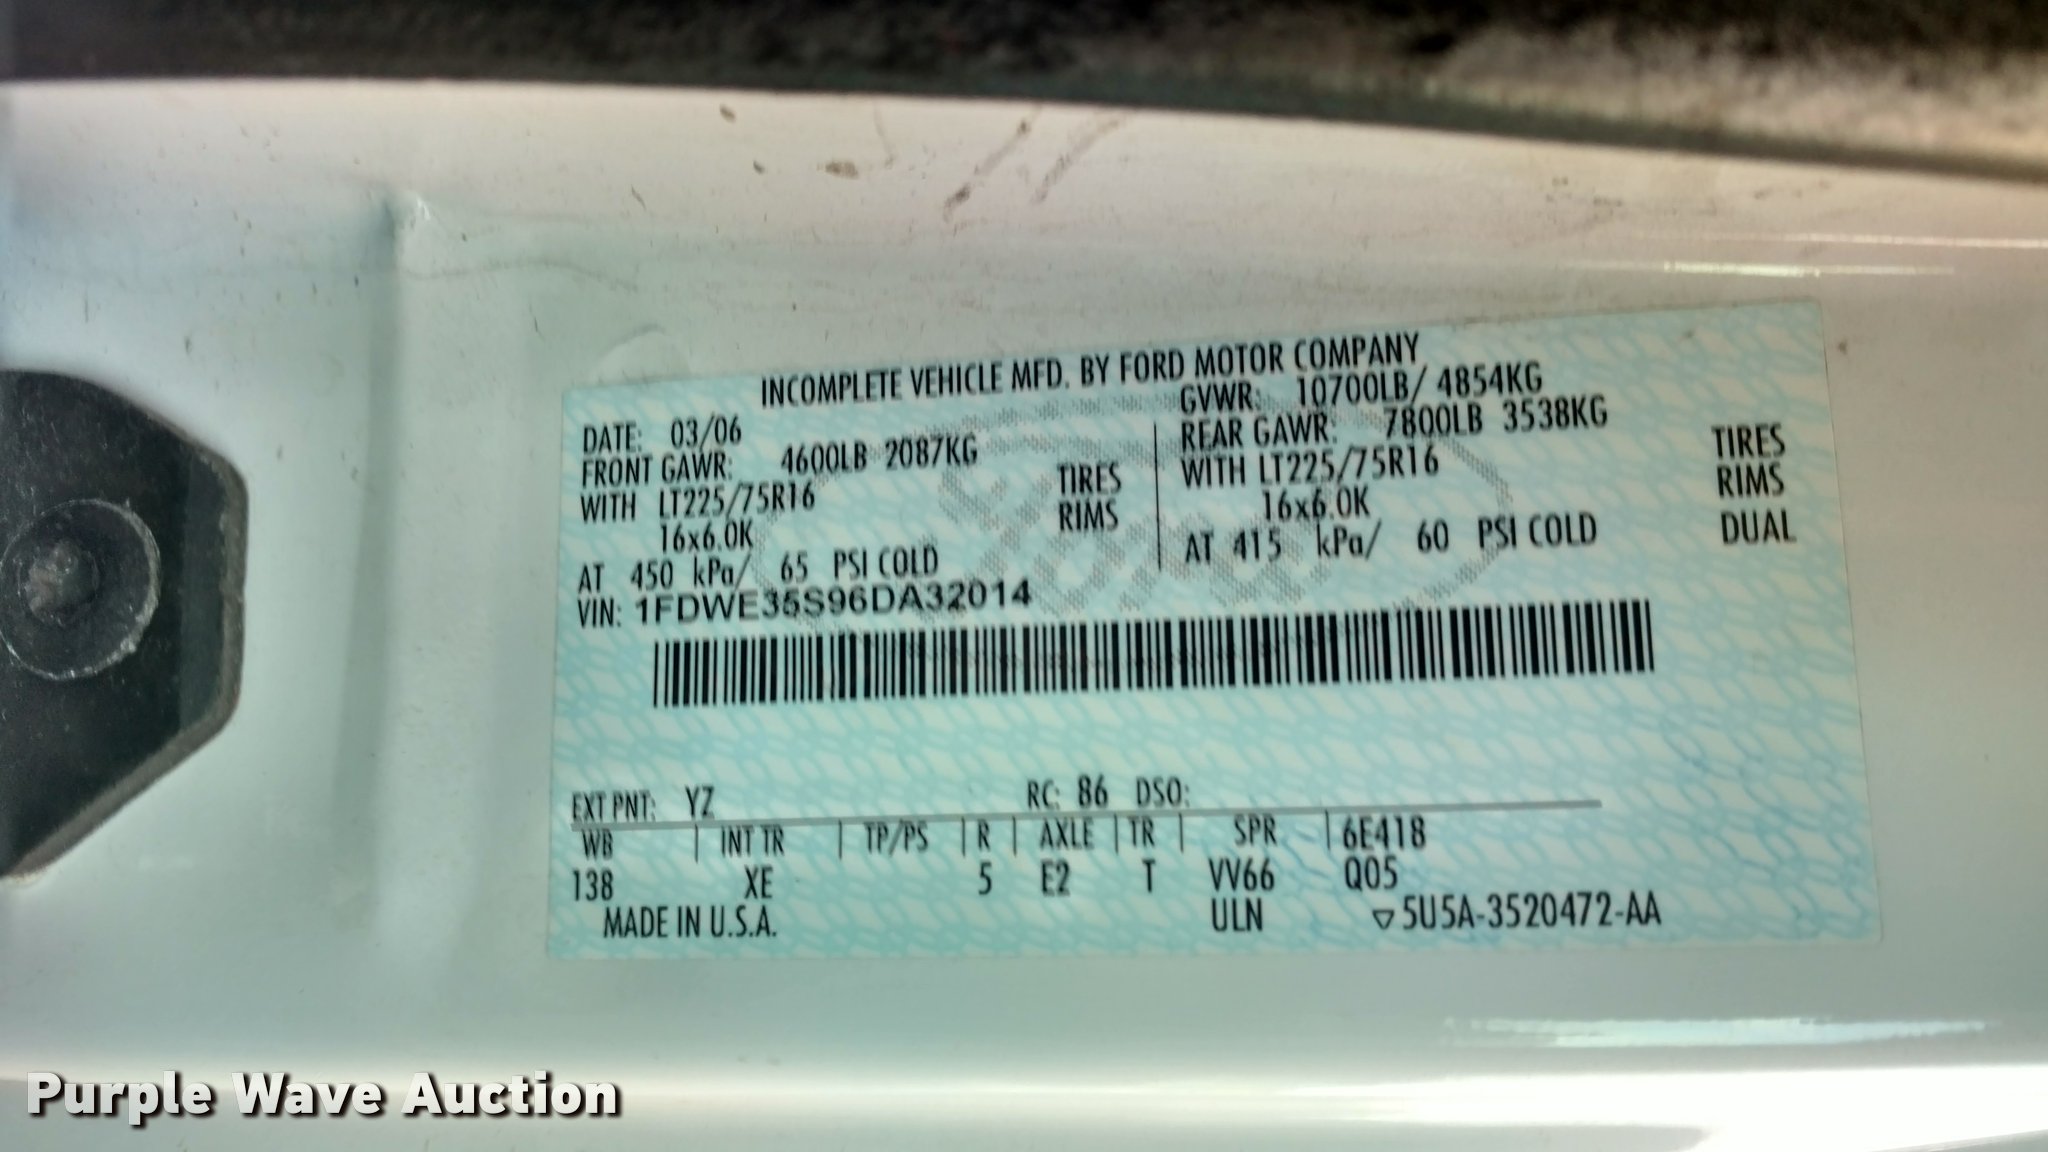 INCOMPLETE VEHICLE MFD. BY FORD MOTOR COMPANY
DATE: 03/06 GVWR: 10700LB/ 4854KG
FRONT GAWR: 4600LB 2087KG REAR GAWR: 7800LB 3538KG
WITH LT225/75R16 TIRES WITH LT225/75R16 TIRES
16x6.0K RIMS 16x6.0K RIMS
AT 450 kPa/ 65 PSI COLD AT 415 kPa/ 60 PSI COLD DUAL
VIN: 1FDWE35S96DA32014
EXT PNT: YZ RC: 86 DSO:
WB | INT TR | TP/PS | R | AXLE | TR | SPR | 6E418
138 XE 5 E2 T VV66 Q05
MADE IN U.S.A. ULN ▽5U5A-3520472-AA
Purple Wave Auction